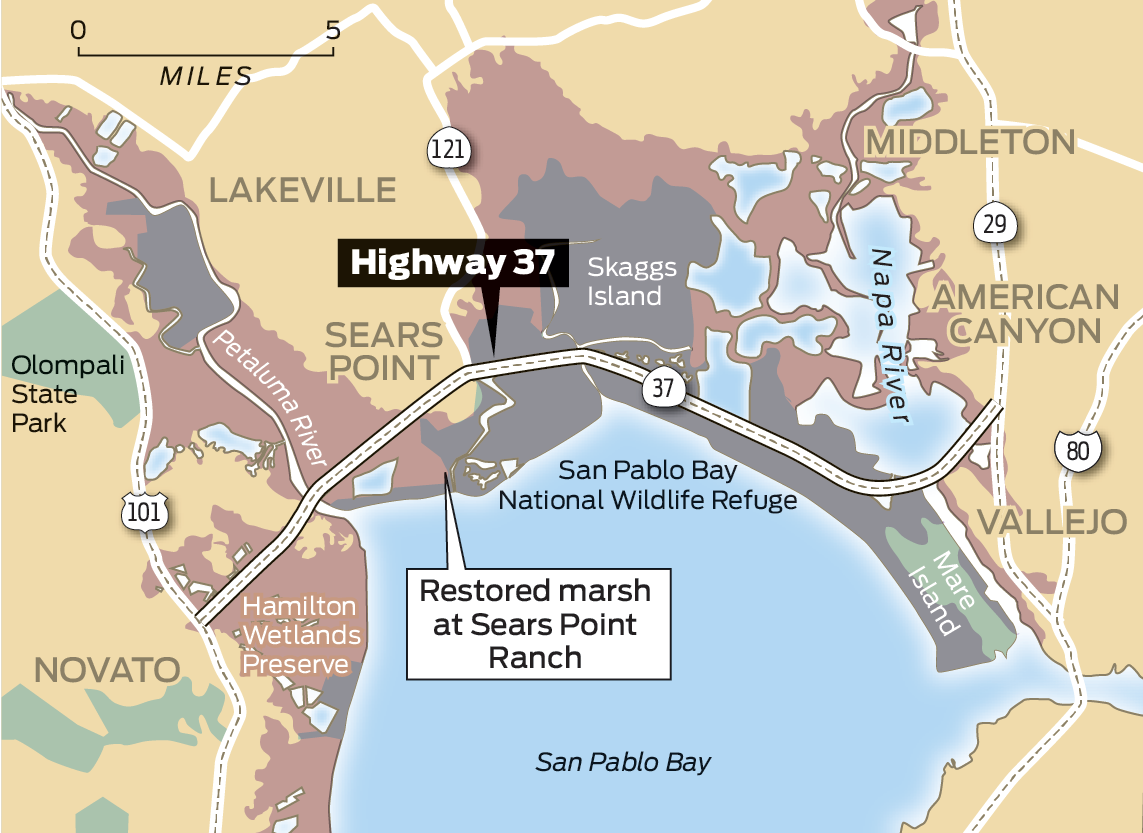 0 5
MILES
121
MIDDLETON
LAKEVILLE
29
Highway 37
Skaggs
Island
Napa River
AMERICAN
CANYON
SEARS
POINT
Petaluma River
Olompali
State
Park
37
80
San Pablo Bay
National Wildlife Refuge
101
VALLEJO
Mare
Island
Restored marsh
at Sears Point
Ranch
Hamilton
Wetlands
Preserve
NOVATO
San Pablo Bay